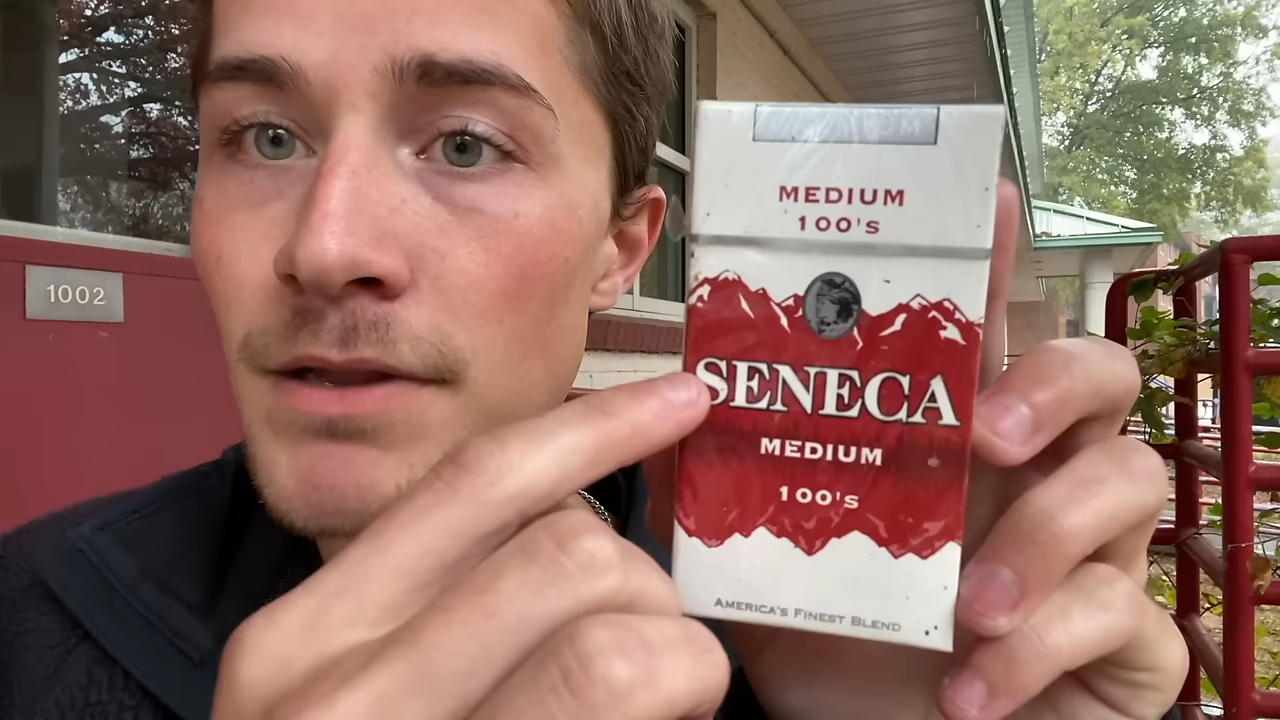 1002
MEDIUM
100's
SENECA
MEDIUM
100's
AMERICA'S FINEST BLEND